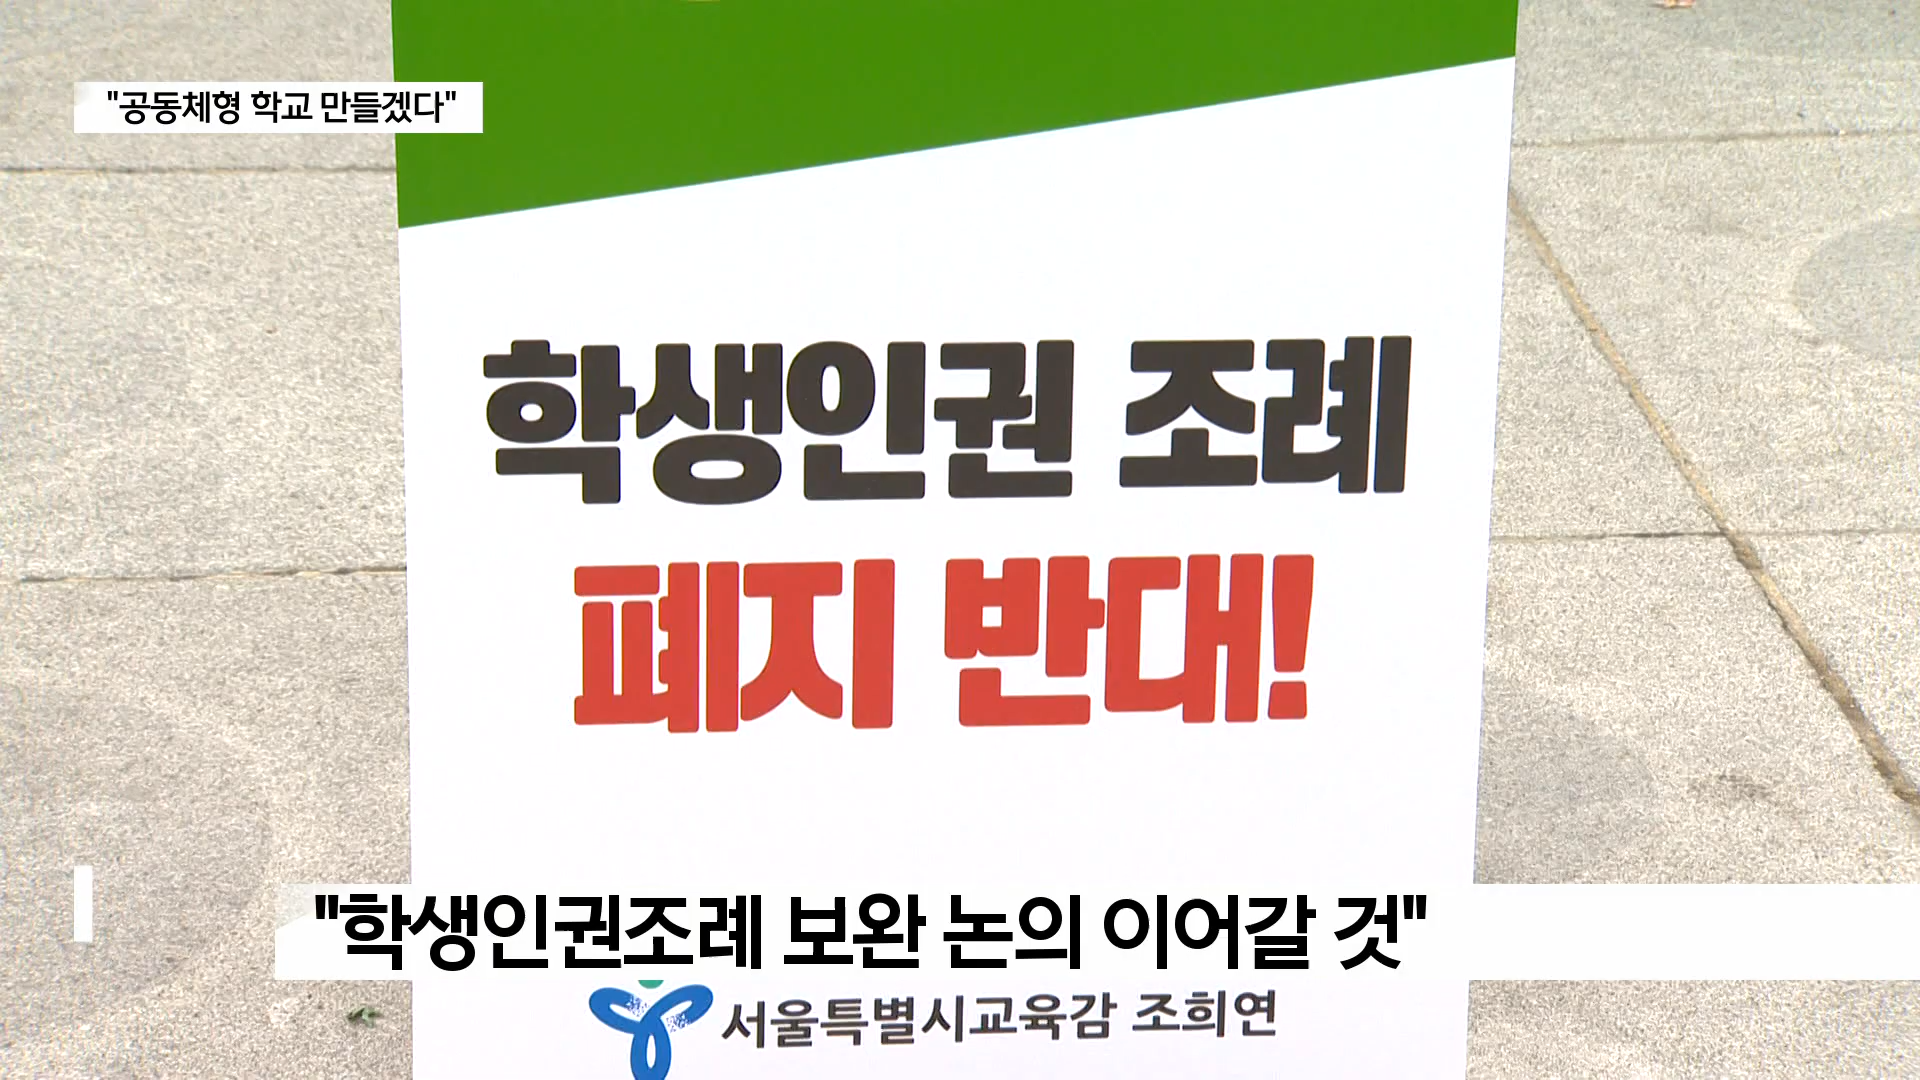 "공동체형 학교 만들겠다"
학생인권 조례
폐지 반대!
"학생인권조례 보완 논의 이어갈 것"
서울특별시교육감 조희연